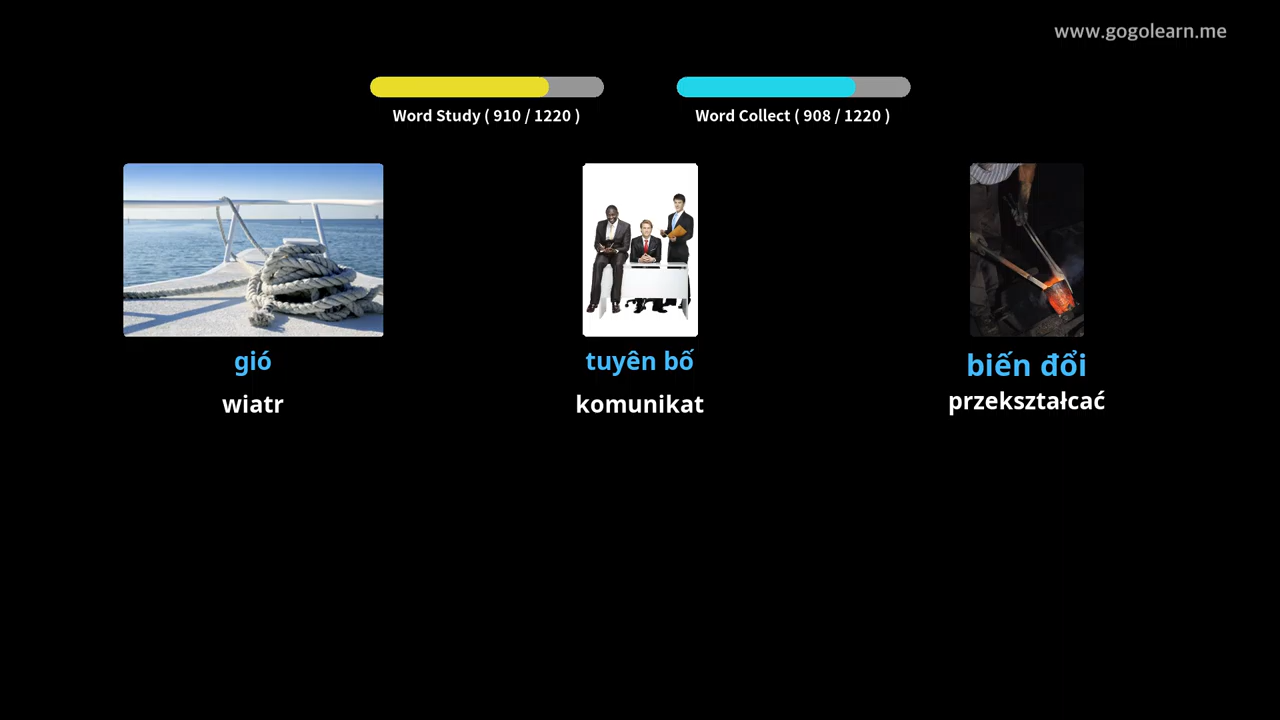 www.gogolearn.me
Word Study ( 910 / 1220 )
Word Collect ( 908 / 1220 )
gió
wiatr
tuyên bố
komunikat
biến đổi
przekształcać